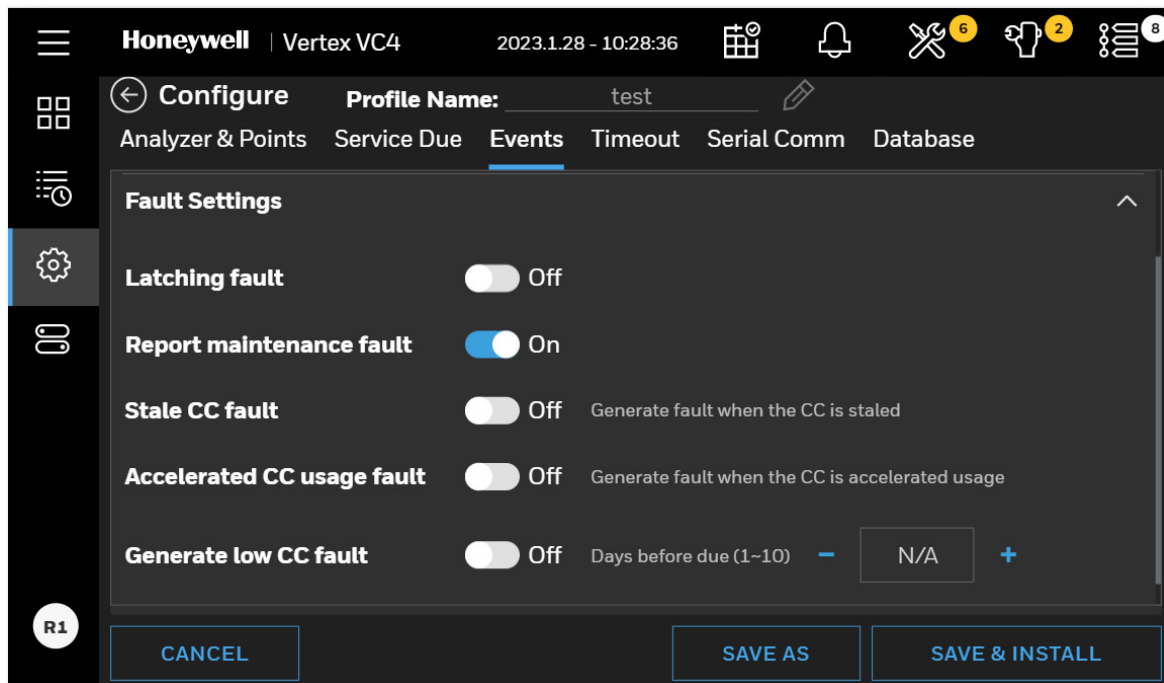 Honeywell | Vertex VC4 2023.1.28 - 10:28:36 6 2 8
Configure Profile Name: test
Analyzer & Points Service Due Events Timeout Serial Comm Database
Fault Settings
Latching fault Off
Report maintenance fault On
Stale CC fault Off Generate fault when the CC is staled
Accelerated CC usage fault Off Generate fault when the CC is accelerated usage
Generate low CC fault Off Days before due (1~10) − N/A +
R1
CANCEL SAVE AS SAVE & INSTALL